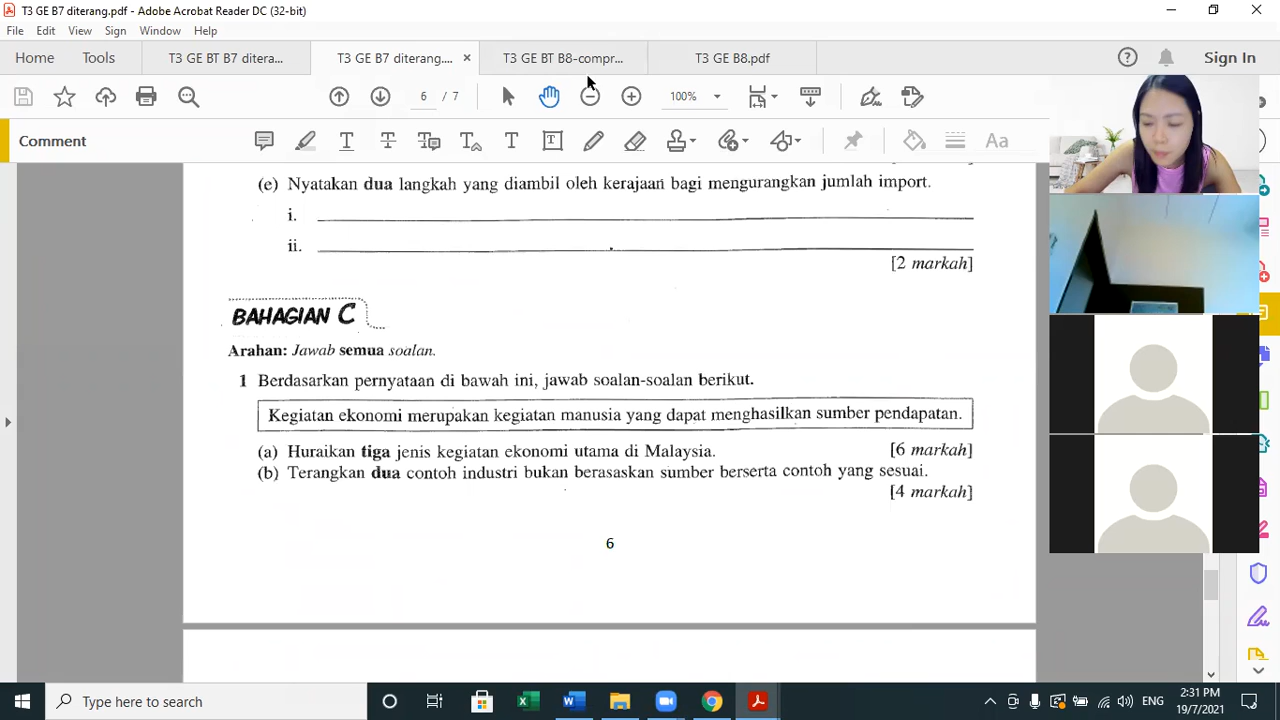 T3 GE B7 diterang.pdf - Adobe Acrobat Reader DC (32-bit)
File Edit View Sign Window Help
Home Tools T3 GE BT B7 ditera... T3 GE B7 diterang.... T3 GE BT B8-compr... T3 GE B8.pdf Sign In
6 / 7 100%
Comment
Aa
(e) Nyatakan dua langkah yang diambil oleh kerajaan bagi mengurangkan jumlah import.
i.
ii.
[2 markah]
BAHAGIAN C
Arahan: Jawab semua soalan.
1 Berdasarkan pernyataan di bawah ini, jawab soalan-soalan berikut.
Kegiatan ekonomi merupakan kegiatan manusia yang dapat menghasilkan sumber pendapatan.
(a) Huraikan tiga jenis kegiatan ekonomi utama di Malaysia. [6 markah]
(b) Terangkan dua contoh industri bukan berasaskan sumber berserta contoh yang sesuai.
[4 markah]
6
Type here to search
ENG
2:31 PM
19/7/2021